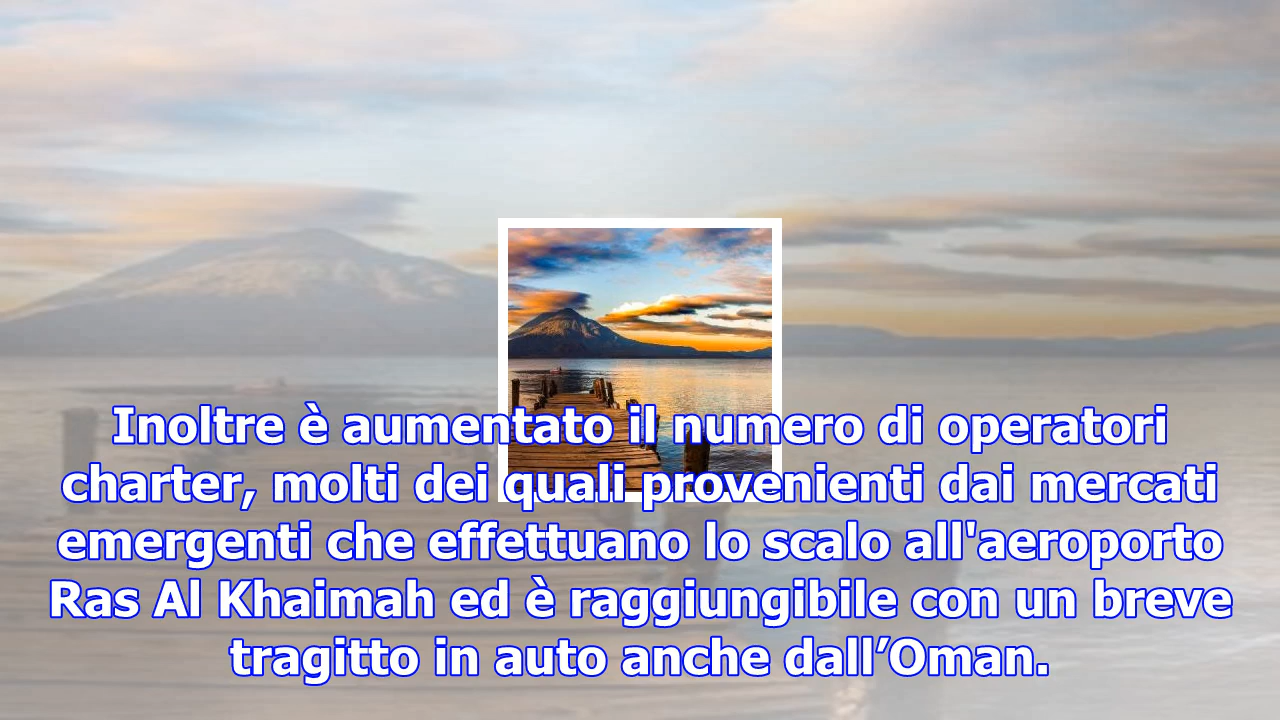 Inoltre è aumentato il numero di operatori
charter, molti dei quali provenienti dai mercati
emergenti che effettuano lo scalo all'aeroporto
Ras Al Khaimah ed è raggiungibile con un breve
tragitto in auto anche dall’Oman.